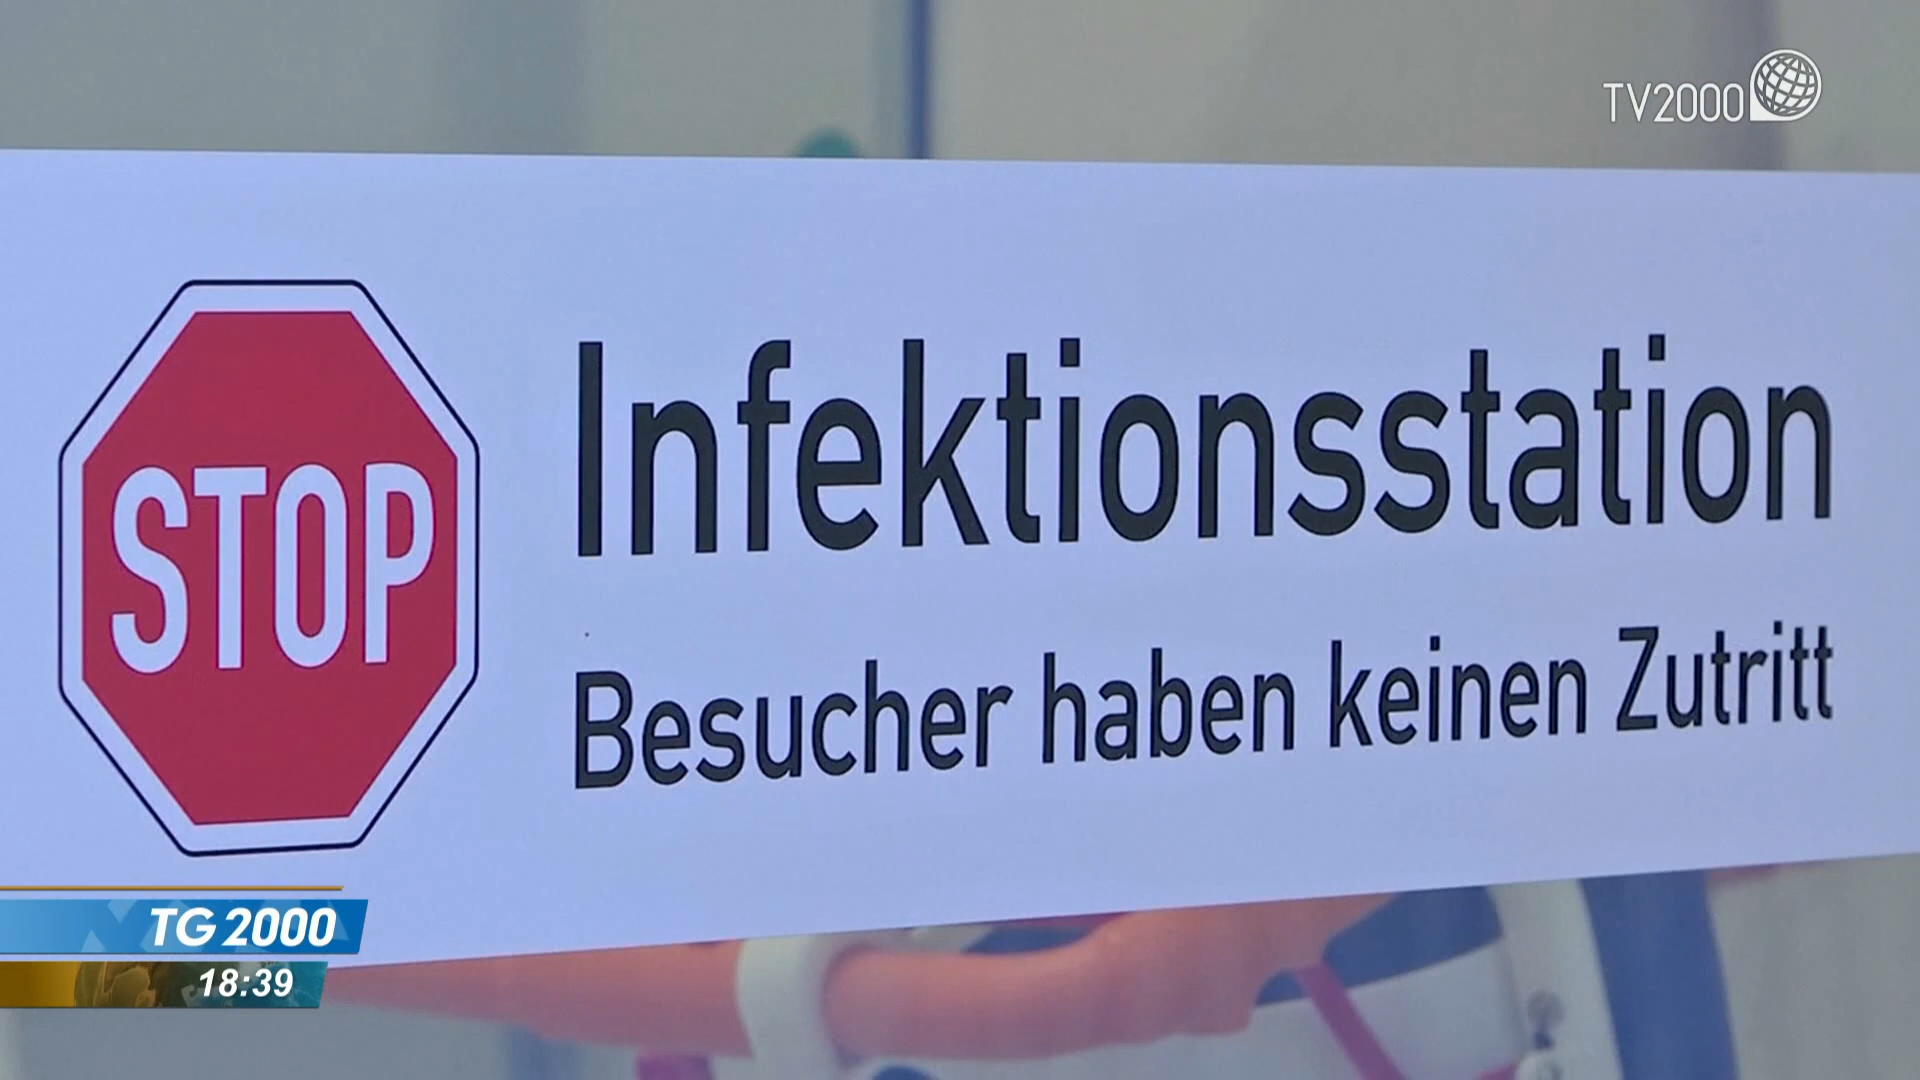 TV2000
STOP
Infektionsstation
Besucher haben keinen Zutritt
TG 2000
18:39